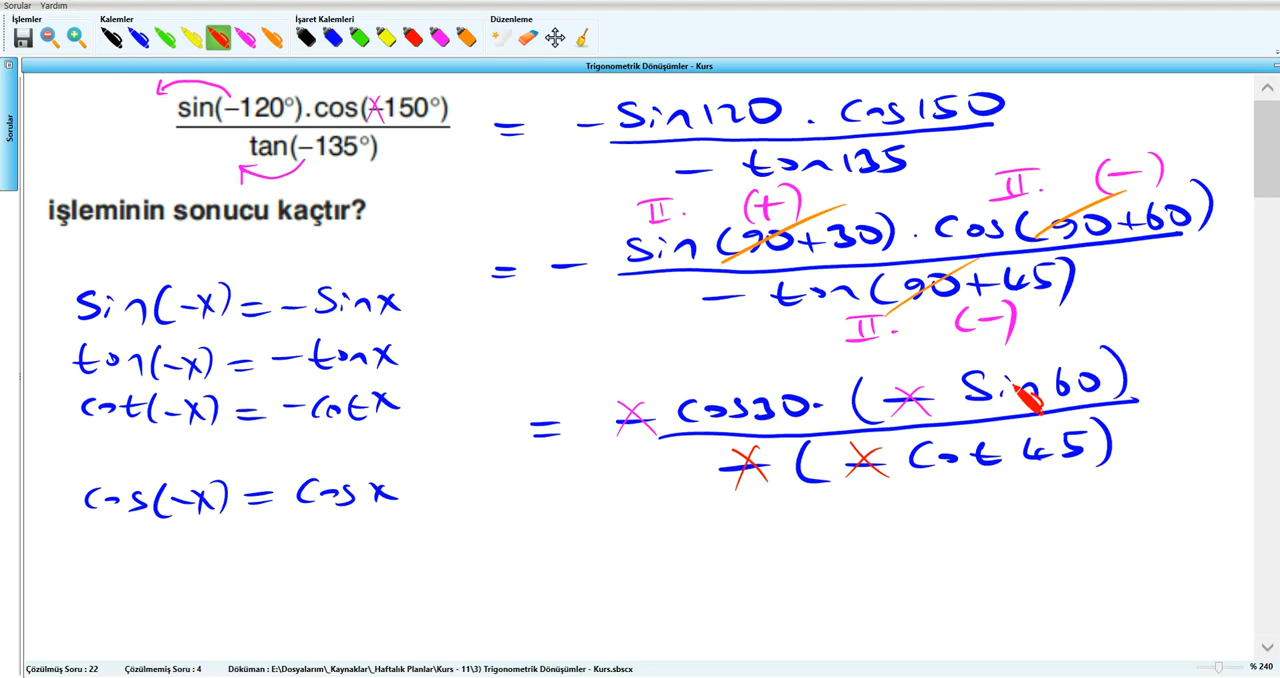 Sorular Yardım
İşlemler Kalemler İşaret Kalemleri Düzenleme
Trigonometrik Dönüşümler - Kurs
Sorular
sin(−120°).cos(−150°)
tan(−135°)
işleminin sonucu kaçtır?
= − sin120 . cos150
− tan135
II. (+) II. (−)
= − sin(90+30) . cos(90+60)
− tan(90+45)
II. (−)
= − cos30 . (− sin60)
− (− cot 45)
sin(−x) = − sinx
tan(−x) = − tanx
cot(−x) = − cotx
cos(−x) = cosx
Çözülmüş Soru : 22 Çözülmemiş Soru : 4 Döküman : E:\Dosyalarım\_Kaynaklar\_Haftalık Planlar\Kurs - 11\3) Trigonometrik Dönüşümler - Kurs.sbscx % 240